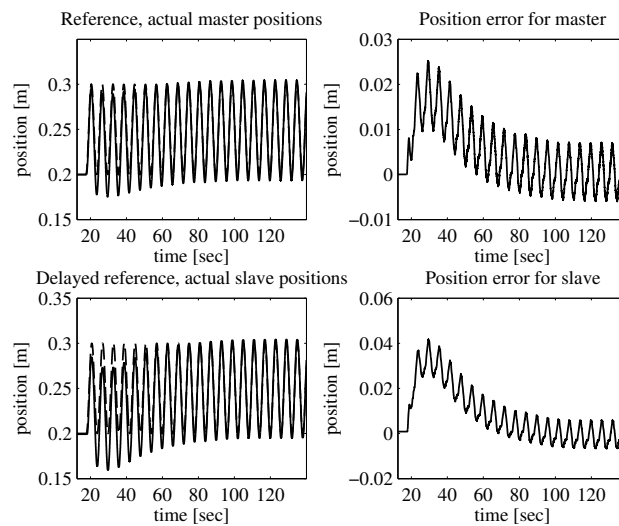 Reference, actual master positions
position [m]
0.3
0.2
0.15
20 40 60 80 100 120
time [sec]
Position error for master
position [m]
0.03
0.02
0.01
0
−0.01
20 40 60 80 100 120
time [sec]
Delayed reference, actual slave positions
position [m]
0.35
0.3
0.2
0.15
20 40 60 80 100 120
time [sec]
Position error for slave
position [m]
0.06
0.04
0.02
0
−0.02
20 40 60 80 100 120
time [sec]